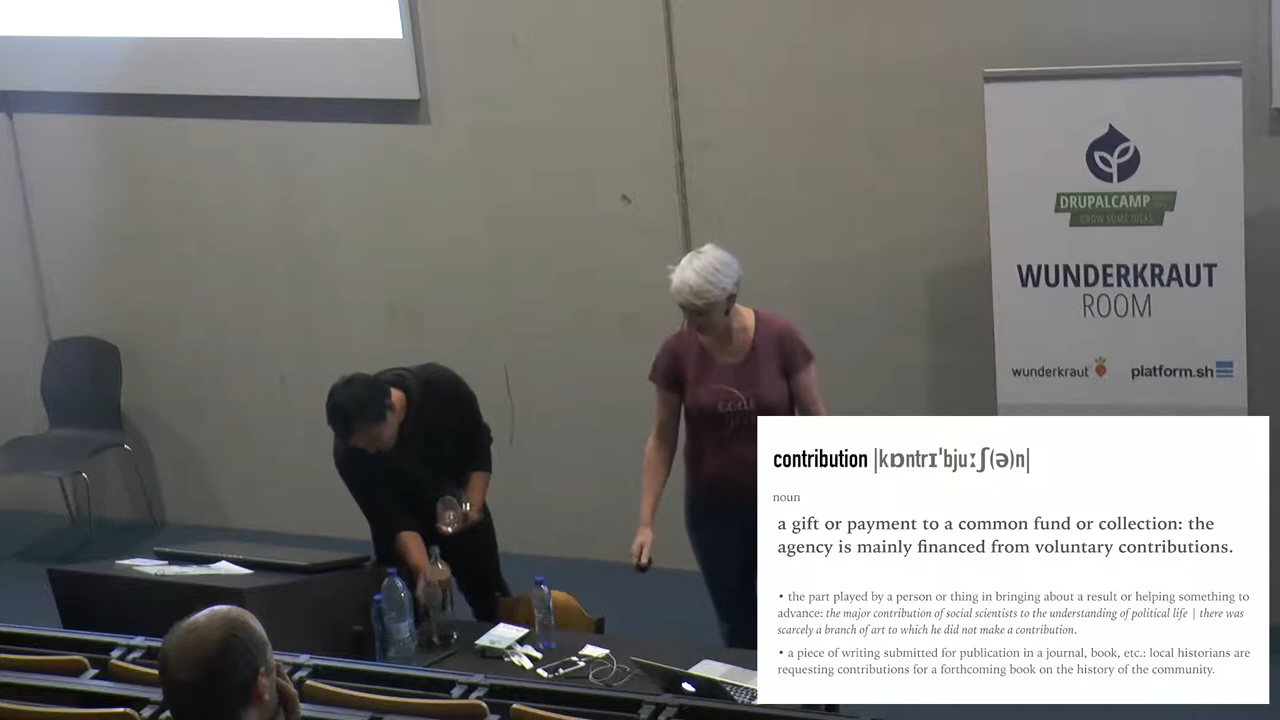 DRUPALCAMP
GROW SOME IDEAS
WUNDERKRAUT
ROOM
wunderkraut
platform.sh
code
contribution |kɒntrɪˈbjuːʃ(ə)n|
noun
a gift or payment to a common fund or collection: the
agency is mainly financed from voluntary contributions.
• the part played by a person or thing in bringing about a result or helping something to
advance: the major contribution of social scientists to the understanding of political life | there was
scarcely a branch of art to which he did not make a contribution.
• a piece of writing submitted for publication in a journal, book, etc.: local historians are
requesting contributions for a forthcoming book on the history of the community.